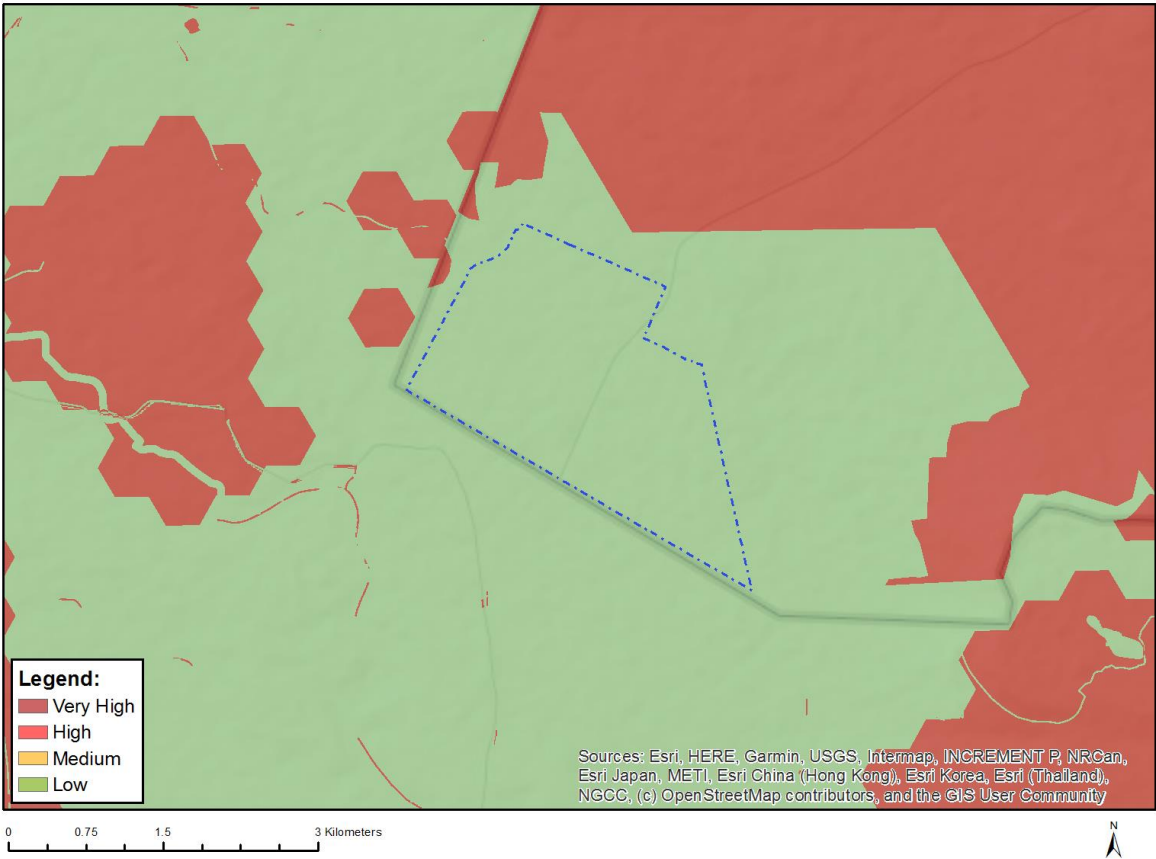 Legend:
Very High
High
Medium
Low
Sources: Esri, HERE, Garmin, USGS, Intermap, INCREMENT P, NRCan,
Esri Japan, METI, Esri China (Hong Kong), Esri Korea, Esri (Thailand),
NGCC, (c) OpenStreetMap contributors, and the GIS User Community
0 0.75 1.5 3 Kilometers
N